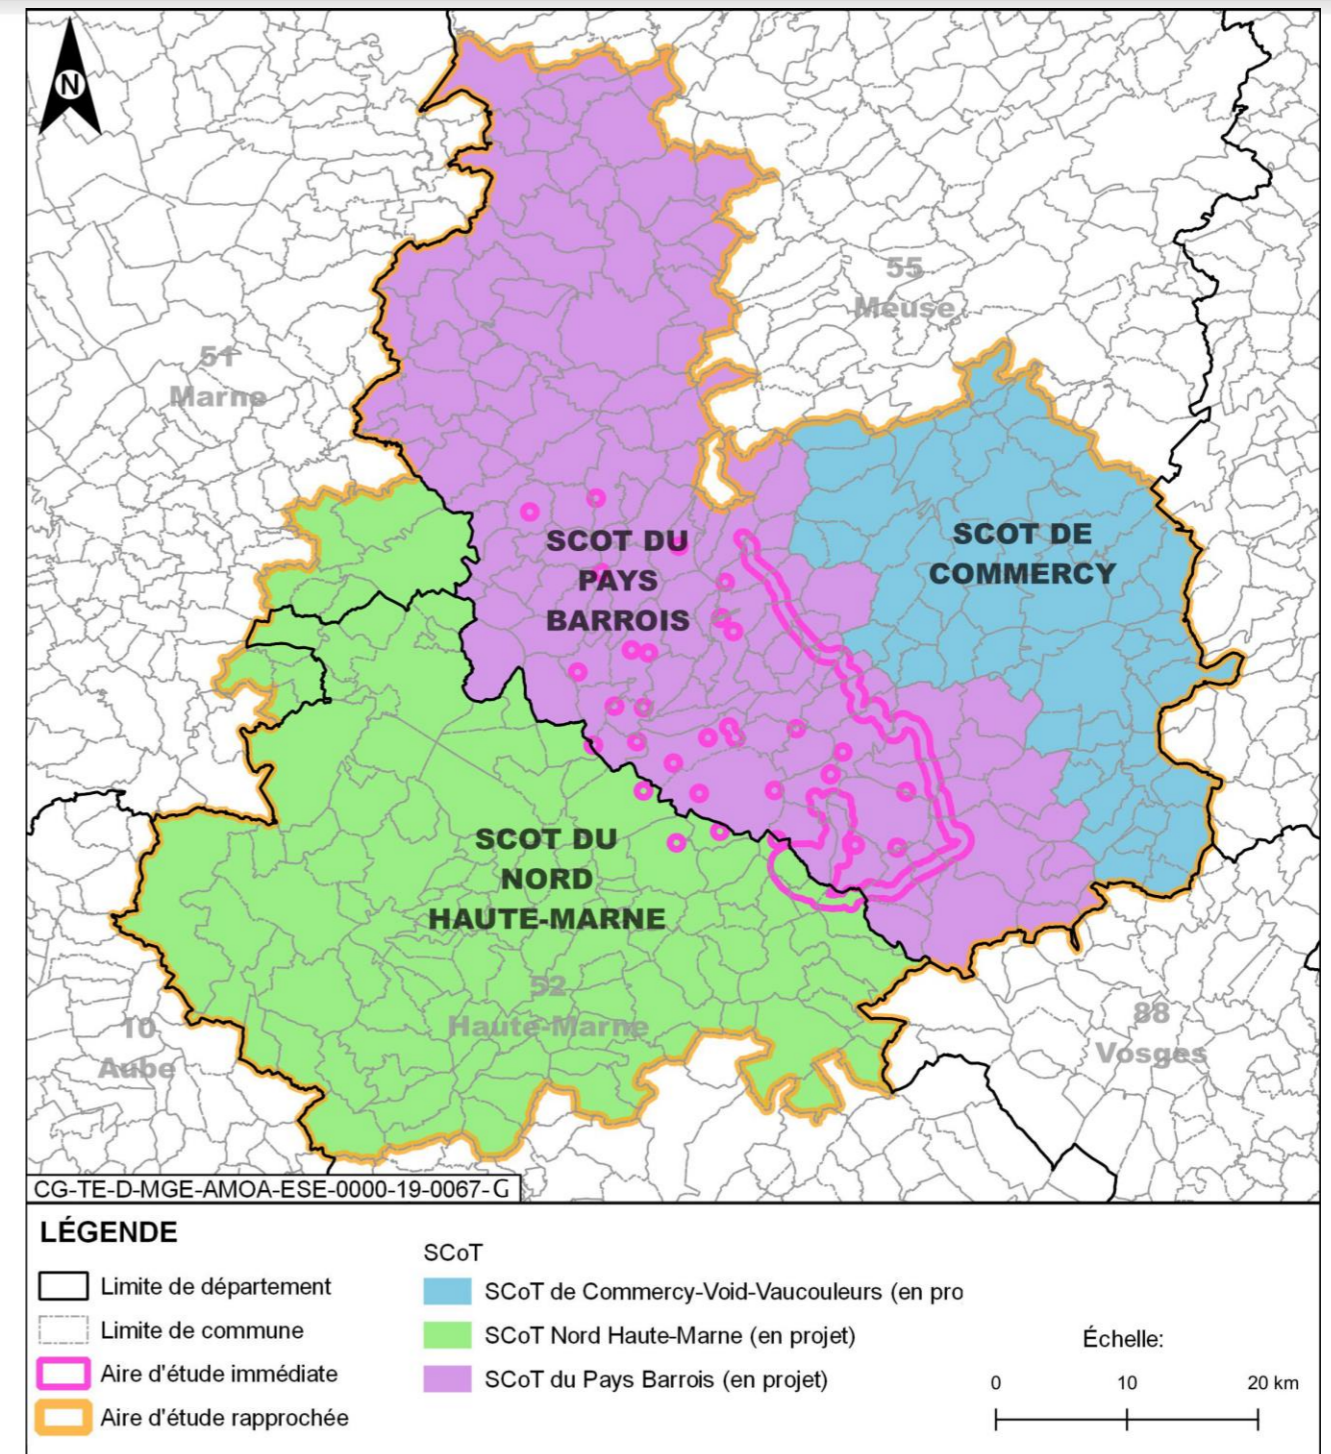 N
55
Meuse
51
Marne
SCOT DU
PAYS
BARROIS
SCOT DE
COMMERCY
SCOT DU
NORD
HAUTE-MARNE
52
Haute-Marne
10
Aube
88
Vosges
CG-TE-D-MGE-AMOA-ESE-0000-19-0067-G
LÉGENDE
Limite de département
Limite de commune
Aire d'étude immédiate
Aire d'étude rapprochée
SCoT
SCoT de Commercy-Void-Vaucouleurs (en pro
SCoT Nord Haute-Marne (en projet)
SCoT du Pays Barrois (en projet)
Échelle:
0 10 20 km